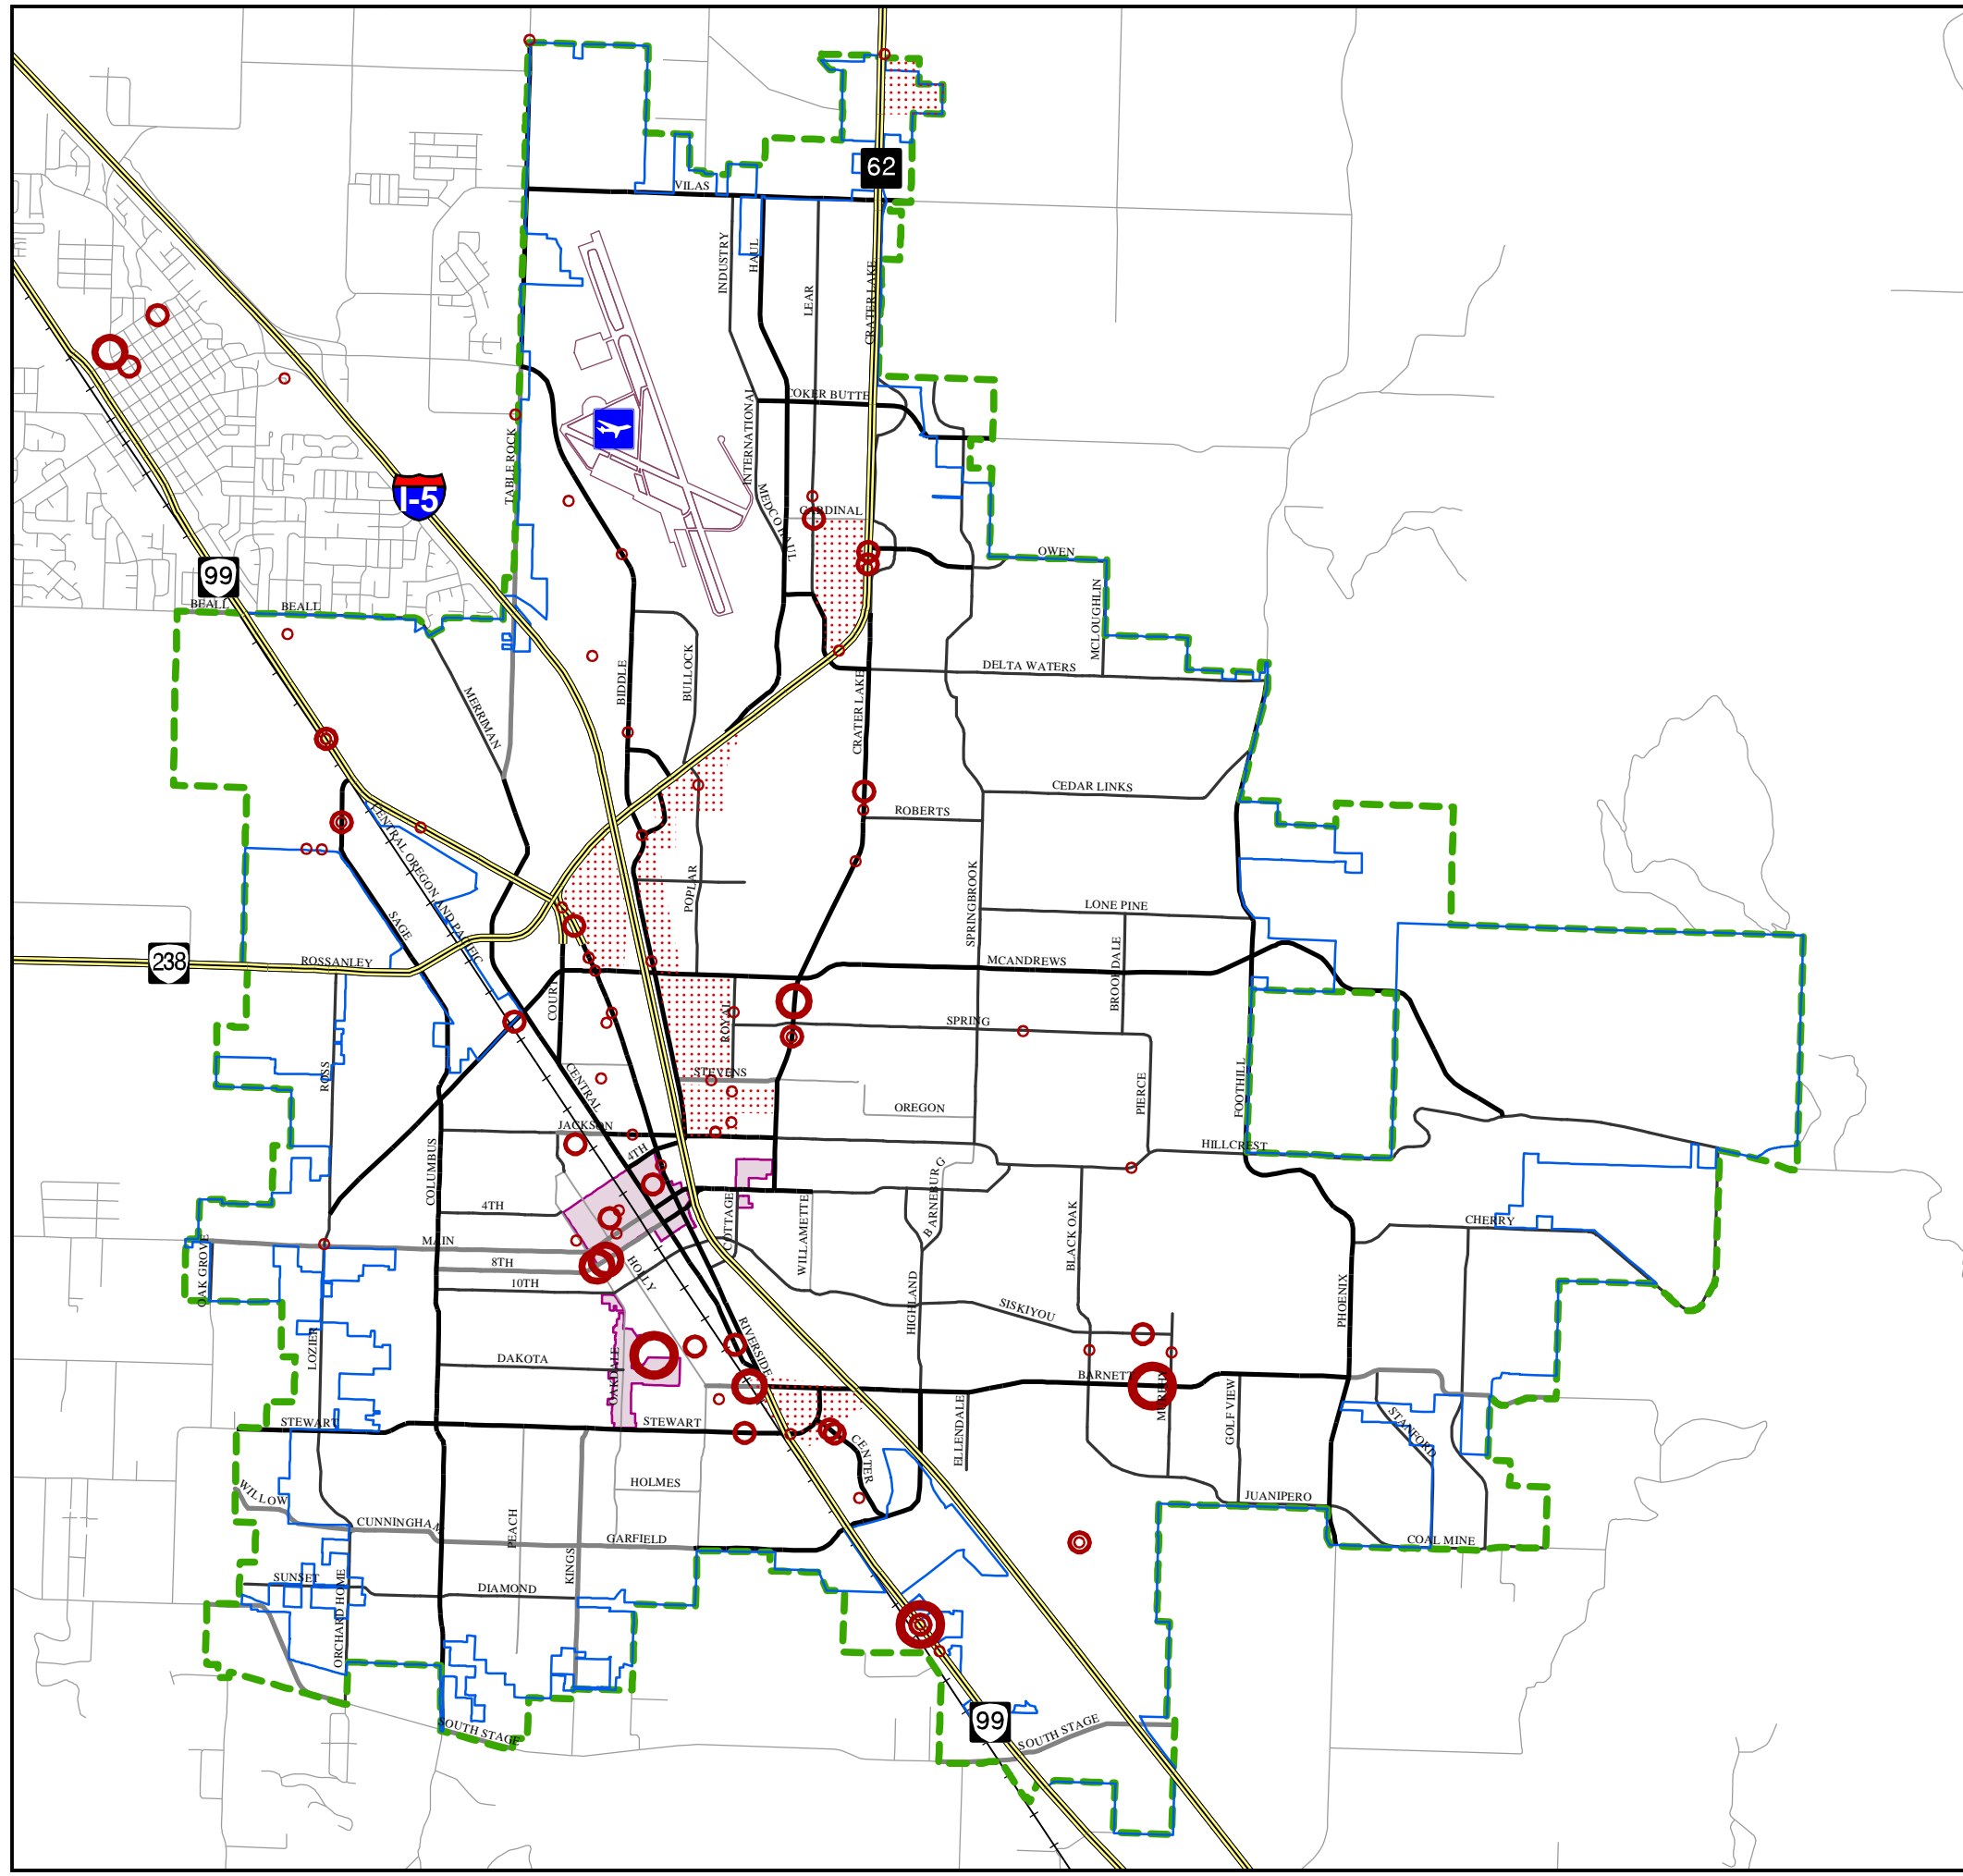 62
VILAS
INDUSTRY
HAUL
LEAR
CRATER LAKE
COKER BUTTE
INTERNATIONAL
TABLE ROCK
I-5
MEDCO HAUL
CARDINAL
OWEN
99
BEALL
BEALL
MCLOUGHLIN
DELTA WATERS
MERRIMAN
BIDDLE
BULLOCK
CRATER LAKE
CEDAR LINKS
ROBERTS
CENTRAL OREGON AND PACIFIC
SAGE
POPLAR
SPRINGBROOK
LONE PINE
BROOKDALE
238
ROSSANLEY
MCANDREWS
COURT
ROYAL
SPRING
ROSS
CENTRAL
STEVENS
OREGON
PIERCE
FOOTHILL
JACKSON
4TH
HILLCREST
COLUMBUS
BARNEBURG
4TH
COTTAGE
WILLAMETTE
BLACK OAK
CHERRY
OAK GROVE
MAIN
8TH
10TH
HOLLY
HIGHLAND
SISKIYOU
PHOENIX
RIVERSIDE
LOZIER
DAKOTA
OAKDALE
BARNETT
MURPHY
GOLF VIEW
STANFORD
STEWART
STEWART
CENTER
ELLENDALE
WILLOW
HOLMES
JUANIPERO
CUNNINGHAM
PEACH
GARFIELD
COAL MINE
KINGS
SUNSET
DIAMOND
ORCHARD HOME
99
SOUTH STAGE
SOUTH STAGE